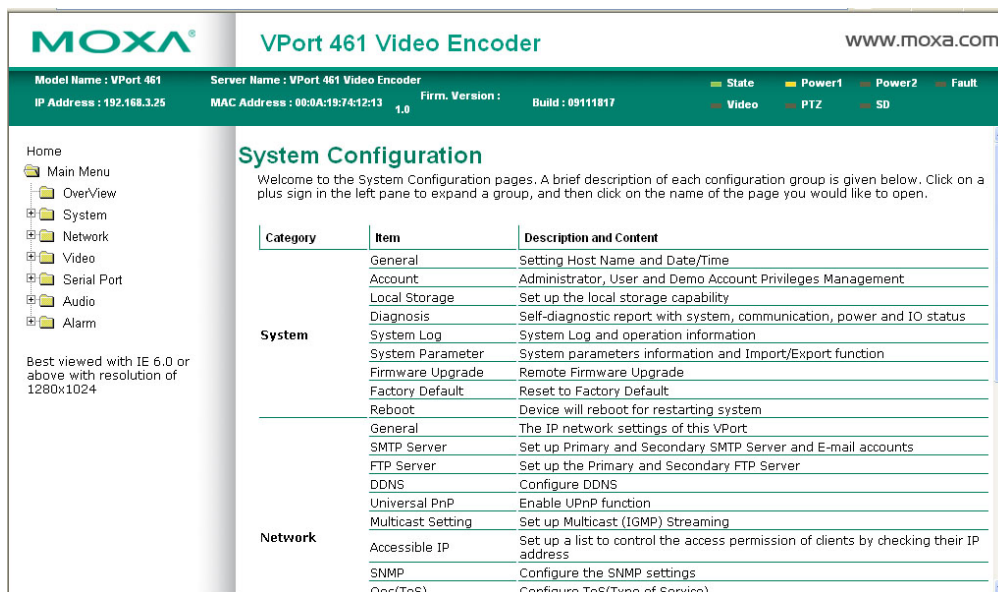 MOXA®
VPort 461 Video Encoder
www.moxa.com
Model Name : VPort 461
Server Name : VPort 461 Video Encoder
State
Power1
Power2
Fault
IP Address : 192.168.3.25
MAC Address : 00:0A:19:74:12:13
Firm. Version : 1.0
Build : 09111817
Video
PTZ
SD
Home
Main Menu
OverView
System
Network
Video
Serial Port
Audio
Alarm
Best viewed with IE 6.0 or
above with resolution of
1280x1024
System Configuration
Welcome to the System Configuration pages. A brief description of each configuration group is given below. Click on a
plus sign in the left pane to expand a group, and then click on the name of the page you would like to open.
Category Item Description and Content
System
General Setting Host Name and Date/Time
Account Administrator, User and Demo Account Privileges Management
Local Storage Set up the local storage capability
Diagnosis Self-diagnostic report with system, communication, power and IO status
System Log System Log and operation information
System Parameter System parameters information and Import/Export function
Firmware Upgrade Remote Firmware Upgrade
Factory Default Reset to Factory Default
Reboot Device will reboot for restarting system
Network
General The IP network settings of this VPort
SMTP Server Set up Primary and Secondary SMTP Server and E-mail accounts
FTP Server Set up the Primary and Secondary FTP Server
DDNS Configure DDNS
Universal PnP Enable UPnP function
Multicast Setting Set up Multicast (IGMP) Streaming
Accessible IP Set up a list to control the access permission of clients by checking their IP
address
SNMP Configure the SNMP settings
Qos(ToS) Configure ToS(Type of Service)